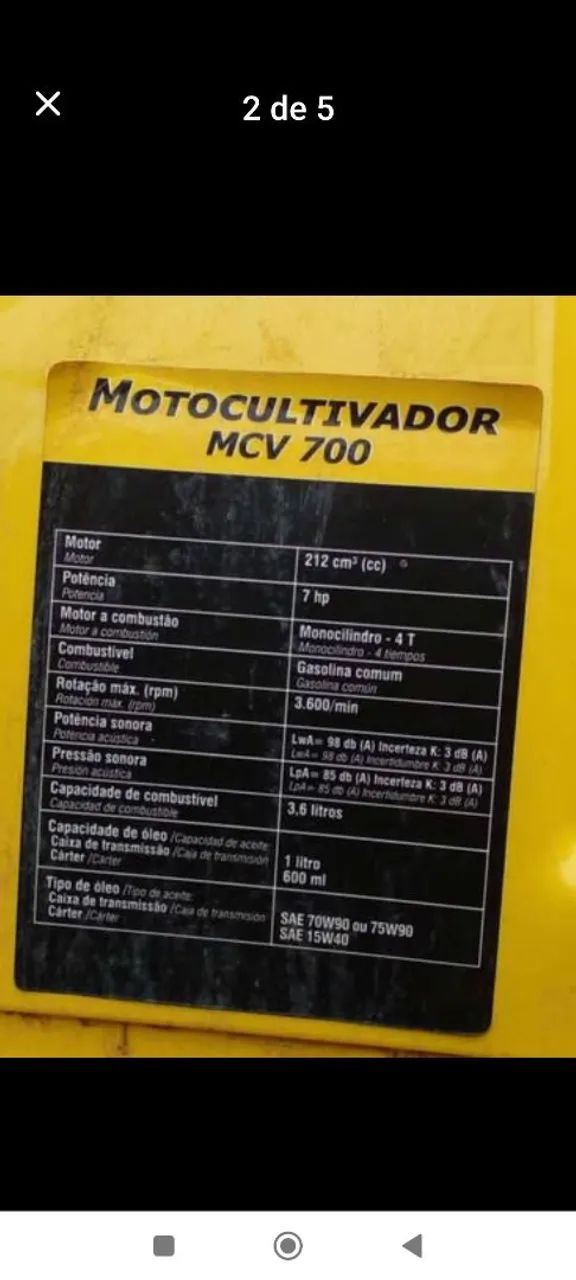 2 de 5
MOTOCULTIVADOR
MCV 700
Motor
Motor
212 cm³ (cc)
Potência
Potencia
7 hp
Motor a combustão
Motor a combustión
Monocilindro - 4 T
Monocilindro - 4 tiempos
Combustível
Combustible
Gasolina comum
Gasolina común
Rotação máx. (rpm)
Rotación máx. (rpm)
3.600/min
Potência sonora
Potencia acústica
LwA= 98 db (A) Incerteza K: 3 dB (A)
LwA= 98 db (A) Incertidumbre K: 3 dB (A)
Pressão sonora
Presión acústica
LpA= 85 db (A) Incerteza K: 3 dB (A)
LpA= 85 db (A) Incertidumbre K: 3 dB (A)
Capacidade de combustível
Capacidad de combustible
3,6 litros
Capacidade de óleo /Capacidad de aceite
Caixa de transmissão /Caja de transmisión
1 litro
Cárter /Cárter
600 ml
Tipo de óleo /Tipo de aceite
Caixa de transmissão /Caja de transmisión
SAE 70W90 ou 75W90
Cárter /Cárter
SAE 15W40